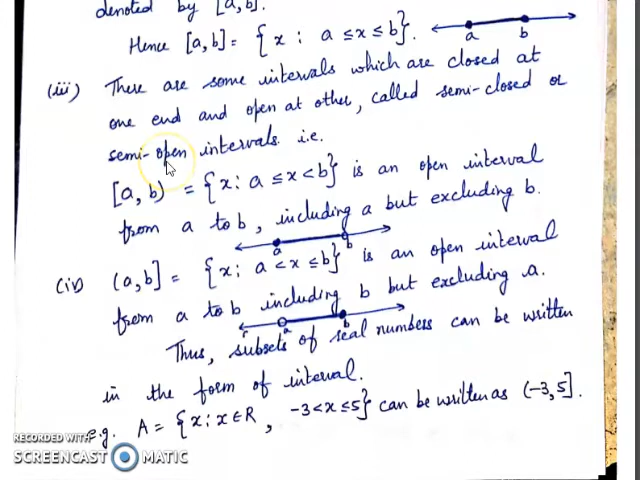 denoted by [a, b].
Hence [a, b] = { x : a ≤ x ≤ b }.
a b
(iii) There are some intervals which are closed at
one end and open at other, called semi-closed or
semi-open intervals i.e.
[a, b) = {x : a ≤ x < b} is an open interval
from a to b, including a but excluding b.
a b
(iv) (a, b] = {x : a < x ≤ b} is an open interval
from a to b including b but excluding a.
a b
Thus, subsets of real numbers can be written
in the form of interval.
e.g. A = {x : x ∈ R, -3 < x ≤ 5} can be written as (-3, 5].
RECORDED WITH
SCREENCAST MATIC